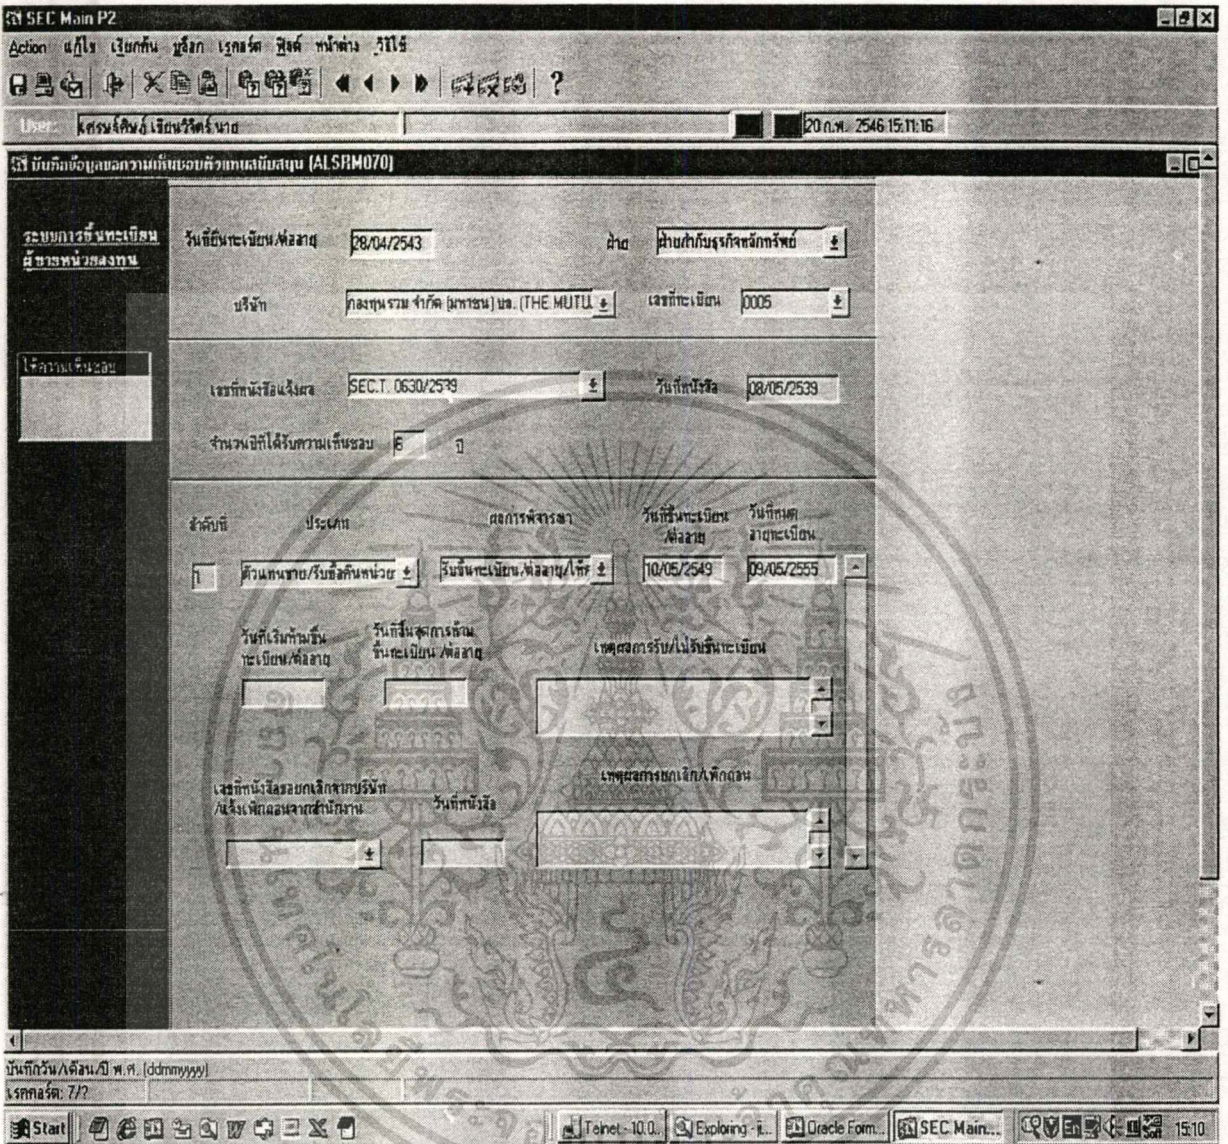 SEC Main P2
Action แก้ไข เรียกค้น บล็อก เรคอร์ด ฟิลด์ หน้าต่าง วิธีใช้
User: เศรษฐ์ศิษฏ์ เขียนวิจิตร์ นาย 20 ก.พ. 2546 15:11:16
บันทึกข้อมูลขอความเห็นชอบตัวแทนสนับสนุน (ALSRM070)
ระบบการขึ้นทะเบียน
ผู้ขายหน่วยลงทุน
วันที่ยื่นทะเบียน/ต่ออายุ 28/04/2543 ฝ่าย ฝ่ายกำกับธุรกิจหลักทรัพย์
บริษัท กองทุนรวม จำกัด (มหาชน) บล. (THE MUTU เลขที่ทะเบียน 0005
ให้ความเห็นชอบ
เลขที่หนังสือแจ้งผล SEC.T. 0630/2539 วันที่หนังสือ 08/05/2539
จำนวนปีที่ได้รับความเห็นชอบ 6 ปี
ลำดับที่ ประเภท ผลการพิจารณา วันที่ขึ้นทะเบียน /ต่ออายุ วันที่หมด อายุทะเบียน
1 ตัวแทนขาย/รับซื้อคืนหน่วย รับขึ้นทะเบียน/ต่ออายุ/ให้ค 10/05/2549 09/05/2555
วันที่เริ่มห้ามขึ้น ทะเบียน/ต่ออายุ วันที่สิ้นสุดการห้าม ขึ้นทะเบียน /ต่ออายุ เหตุผลการรับ/ไม่รับขึ้นทะเบียน
เลขที่หนังสือขอยกเลิกจากบริษัท /แจ้งเพิกถอนจากสำนักงาน วันที่หนังสือ เหตุผลการยกเลิก/เพิกถอน
บันทึกวัน/เดือน/ปี พ.ศ. (ddmmyyyy)
เรคคอร์ด: 7/?
Start Telnet - 10.0.. Exploring - ji... Oracle Form... SEC Main... En 15:10